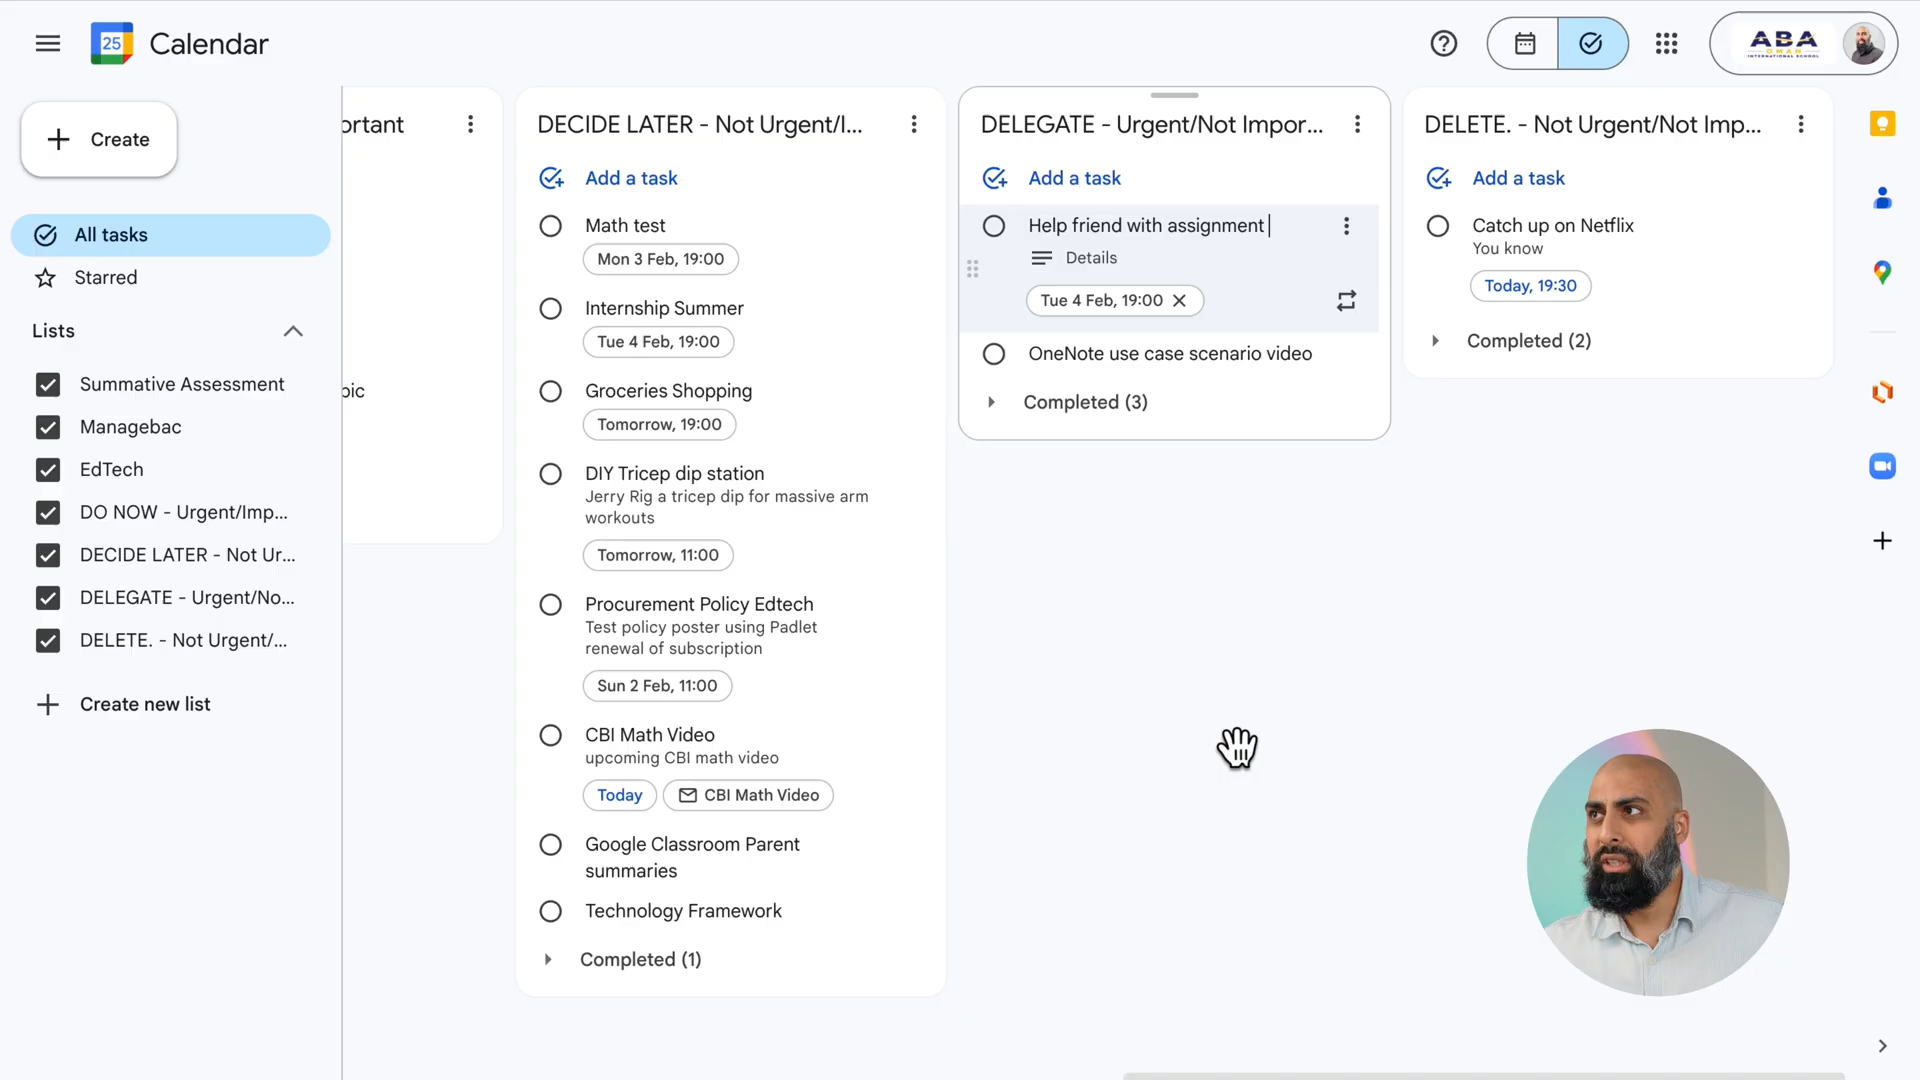 25
Calendar
ABA
OMAN
INTERNATIONAL SCHOOL
Create
All tasks
Starred
Lists
Summative Assessment
Managebac
EdTech
DO NOW - Urgent/Imp...
DECIDE LATER - Not Ur...
DELEGATE - Urgent/No...
DELETE. - Not Urgent/...
Create new list
ortant
bic
DECIDE LATER - Not Urgent/I...
Add a task
Math test
Mon 3 Feb, 19:00
Internship Summer
Tue 4 Feb, 19:00
Groceries Shopping
Tomorrow, 19:00
DIY Tricep dip station
Jerry Rig a tricep dip for massive arm
workouts
Tomorrow, 11:00
Procurement Policy Edtech
Test policy poster using Padlet
renewal of subscription
Sun 2 Feb, 11:00
CBI Math Video
upcoming CBI math video
Today
CBI Math Video
Google Classroom Parent
summaries
Technology Framework
Completed (1)
DELEGATE - Urgent/Not Impor...
Add a task
Help friend with assignment
Details
Tue 4 Feb, 19:00
OneNote use case scenario video
Completed (3)
DELETE. - Not Urgent/Not Imp...
Add a task
Catch up on Netflix
You know
Today, 19:30
Completed (2)